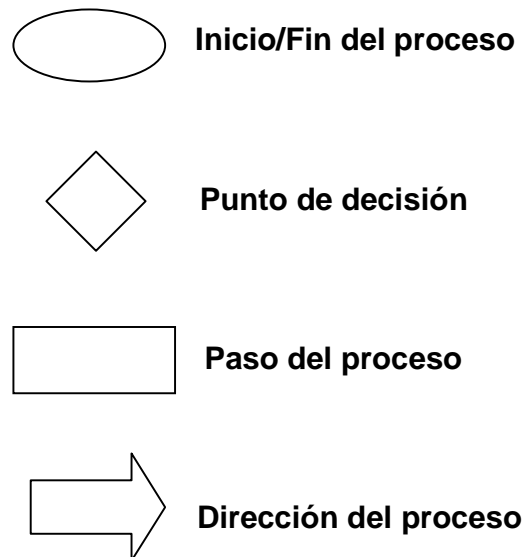 Inicio/Fin del proceso
Punto de decisión
Paso del proceso
Dirección del proceso